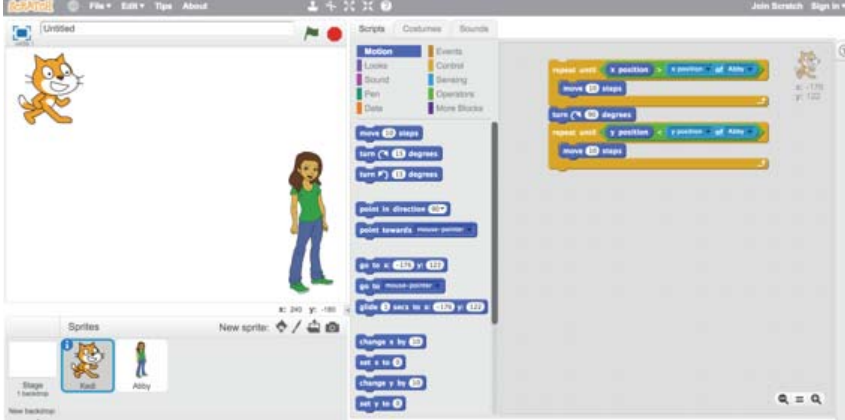 SCRATCH File Edit Tips About Join Scratch Sign in
Untitled
Scripts Costumes Sounds
Motion Events
Looks Control
Sound Sensing
Pen Operators
Data More Blocks
move 10 steps
turn 15 degrees
turn 15 degrees
point in direction 90
point towards mouse-pointer
go to x: -176 y: 122
go to mouse-pointer
glide 1 secs to x: -176 y: 122
change x by 10
set x to 0
change y by 10
set y to 0
repeat until x position > x position of Abby
move 10 steps
turn 90 degrees
repeat until y position < y position of Abby
move 10 steps
x: -176
y: 122
x: 240 y: -180
Sprites New sprite:
Stage
1 backdrop
New backdrop:
Kedi
Abby